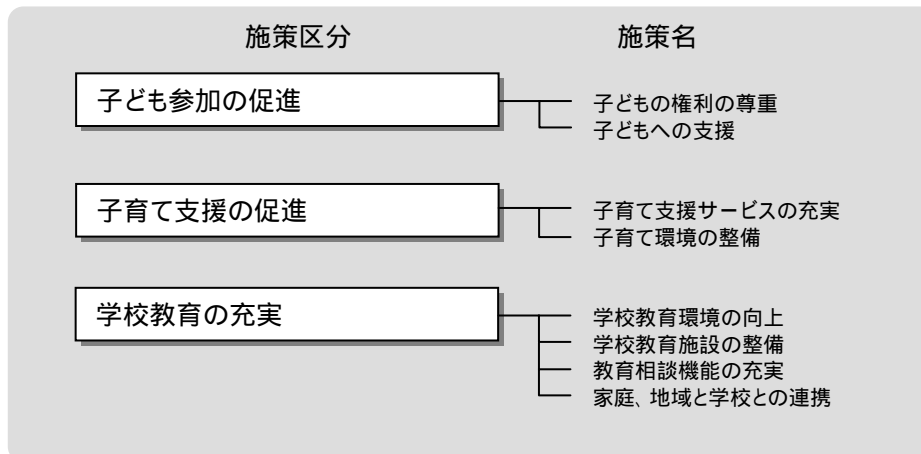 施策区分 施策名
子ども参加の促進
子どもの権利の尊重
子どもへの支援
子育て支援の促進
子育て支援サービスの充実
子育て環境の整備
学校教育の充実
学校教育環境の向上
学校教育施設の整備
教育相談機能の充実
家庭、地域と学校との連携